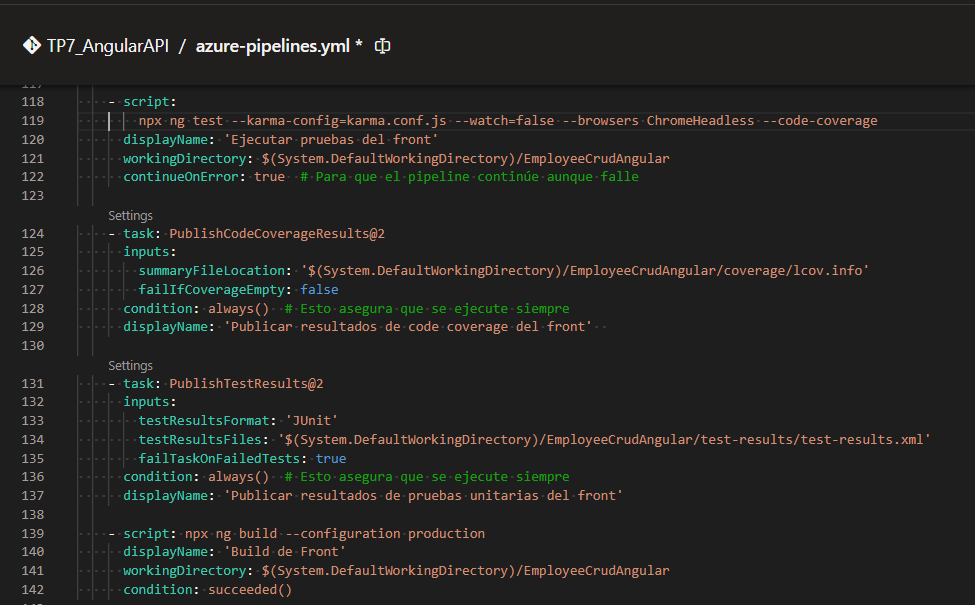 TP7_AngularAPI / azure-pipelines.yml *
117
118 - script:
119 npx ng test --karma-config=karma.conf.js --watch=false --browsers ChromeHeadless --code-coverage
120 displayName: 'Ejecutar pruebas del front'
121 workingDirectory: $(System.DefaultWorkingDirectory)/EmployeeCrudAngular
122 continueOnError: true # Para que el pipeline continúe aunque falle
123
Settings
124 - task: PublishCodeCoverageResults@2
125 inputs:
126 summaryFileLocation: '$(System.DefaultWorkingDirectory)/EmployeeCrudAngular/coverage/lcov.info'
127 failIfCoverageEmpty: false
128 condition: always() # Esto asegura que se ejecute siempre
129 displayName: 'Publicar resultados de code coverage del front'
130
Settings
131 - task: PublishTestResults@2
132 inputs:
133 testResultsFormat: 'JUnit'
134 testResultsFiles: '$(System.DefaultWorkingDirectory)/EmployeeCrudAngular/test-results/test-results.xml'
135 failTaskOnFailedTests: true
136 condition: always() # Esto asegura que se ejecute siempre
137 displayName: 'Publicar resultados de pruebas unitarias del front'
138
139 - script: npx ng build --configuration production
140 displayName: 'Build de Front'
141 workingDirectory: $(System.DefaultWorkingDirectory)/EmployeeCrudAngular
142 condition: succeeded()